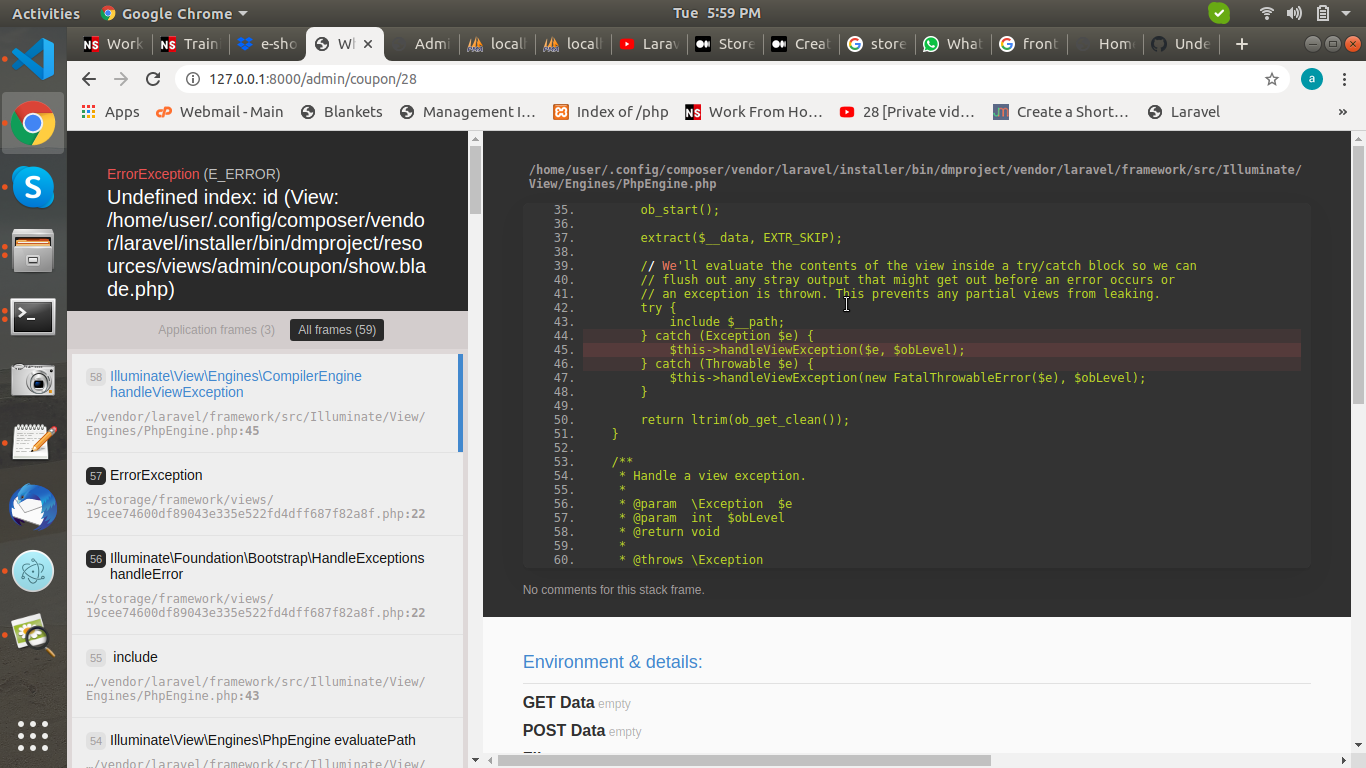 Activities Google Chrome Tue 5:59 PM
Work Train e-sho Wh Admi locall locall Larav Store Creat store What front Home Unde
127.0.0.1:8000/admin/coupon/28 a
Apps Webmail - Main Blankets Management I… Index of /php Work From Ho… 28 [Private vid… Create a Short… Laravel »
ErrorException (E_ERROR)
Undefined index: id (View:
/home/user/.config/composer/vendo
r/laravel/installer/bin/dmproject/reso
urces/views/admin/coupon/show.bla
de.php)
Application frames (3) All frames (59)
58 Illuminate\View\Engines\CompilerEngine
handleViewException
…/vendor/laravel/framework/src/Illuminate/View/
Engines/PhpEngine.php:45
57 ErrorException
…/storage/framework/views/
19cee74600df89043e335e522fd4dff687f82a8f.php:22
56 Illuminate\Foundation\Bootstrap\HandleExceptions
handleError
…/storage/framework/views/
19cee74600df89043e335e522fd4dff687f82a8f.php:22
55 include
…/vendor/laravel/framework/src/Illuminate/View/
Engines/PhpEngine.php:43
54 Illuminate\View\Engines\PhpEngine evaluatePath
…/vendor/laravel/framework/src/Illuminate/View/
/home/user/.config/composer/vendor/laravel/installer/bin/dmproject/vendor/laravel/framework/src/Illuminate/
View/Engines/PhpEngine.php
35. ob_start();
36.
37. extract($__data, EXTR_SKIP);
38.
39. // We'll evaluate the contents of the view inside a try/catch block so we can
40. // flush out any stray output that might get out before an error occurs or
41. // an exception is thrown. This prevents any partial views from leaking.
42. try {
43. include $__path;
44. } catch (Exception $e) {
45. $this->handleViewException($e, $obLevel);
46. } catch (Throwable $e) {
47. $this->handleViewException(new FatalThrowableError($e), $obLevel);
48. }
49.
50. return ltrim(ob_get_clean());
51. }
52.
53. /**
54. * Handle a view exception.
55. *
56. * @param \Exception $e
57. * @param int $obLevel
58. * @return void
59. *
60. * @throws \Exception
No comments for this stack frame.
Environment & details:
GET Data empty
POST Data empty